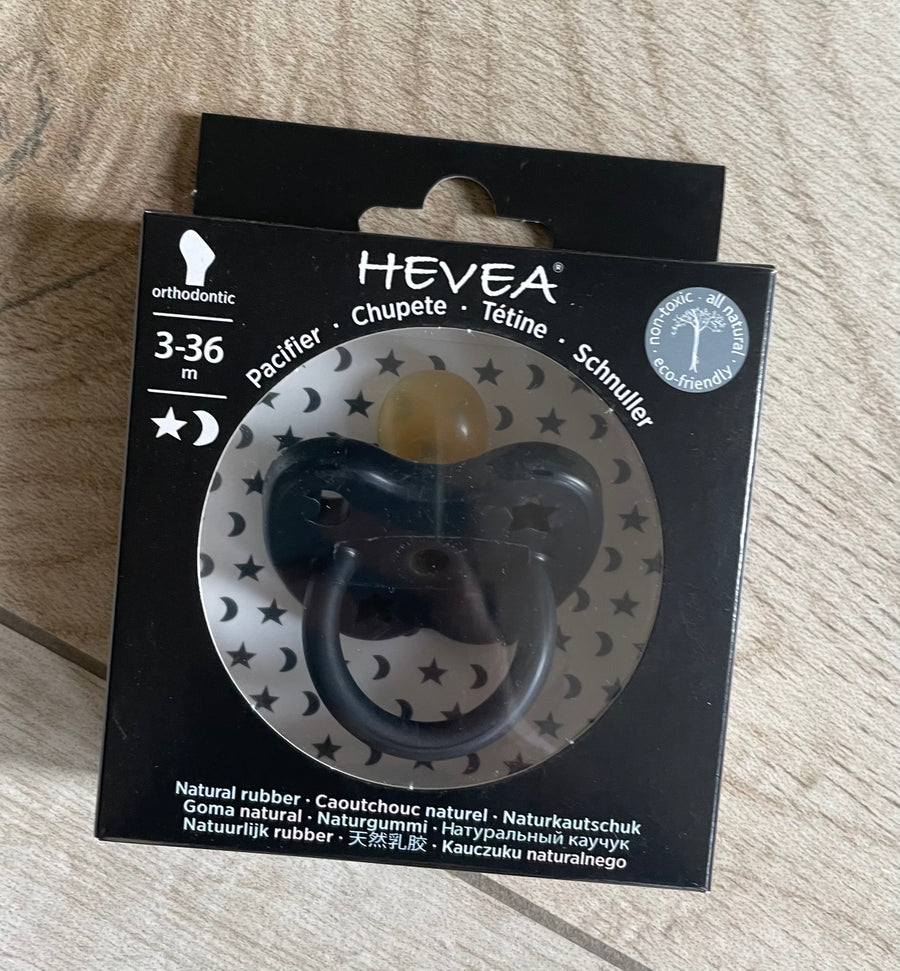 HEVEA®
Pacifier · Chupete · Tétine · Schnuller
orthodontic
3-36
m
non-toxic · all natural · eco-friendly ·
Natural rubber · Caoutchouc naturel · Naturkautschuk
Goma natural · Naturgummi · Натуральный каучук
Natuurlijk rubber · 天然乳胶 · Kauczuku naturalnego